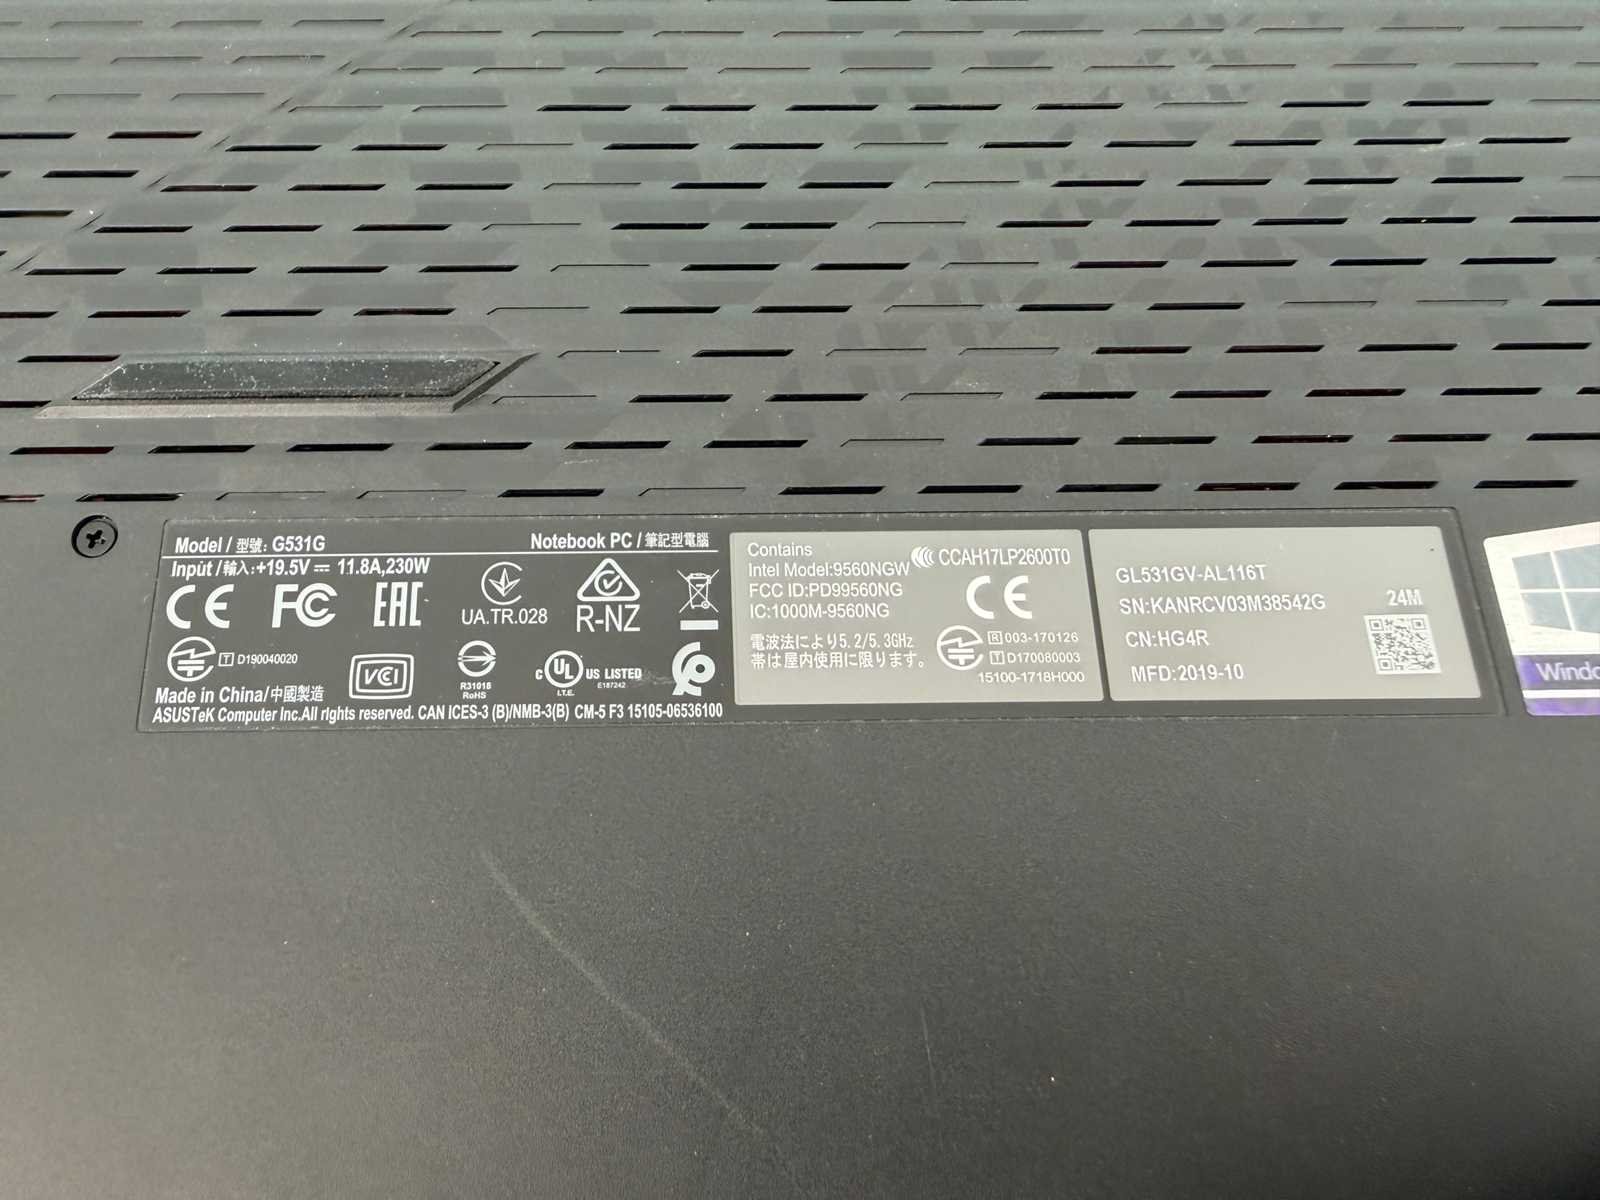 Model / 型號: G531G
Notebook PC / 筆記型電腦
Input / 輸入:+19.5V ⎓ 11.8A,230W
CE FC EAC UA.TR.028 R-NZ
T D190040020
VCI
R31018
RoHS
c UL US LISTED
I.T.E. E187242
Made in China/中國製造
ASUSTeK Computer Inc.All rights reserved. CAN ICES-3 (B)/NMB-3(B) CM-5 F3 15105-06536100
Contains
Intel Model:9560NGW
CCAH17LP2600T0
FCC ID:PD99560NG
IC:1000M-9560NG
CE
電波法により5.2/5.3GHz
帯は屋内使用に限ります。
R 003-170126
T D170080003
15100-1718H000
GL531GV-AL116T
SN:KANRCV03M38542G
24M
CN:HG4R
MFD:2019-10